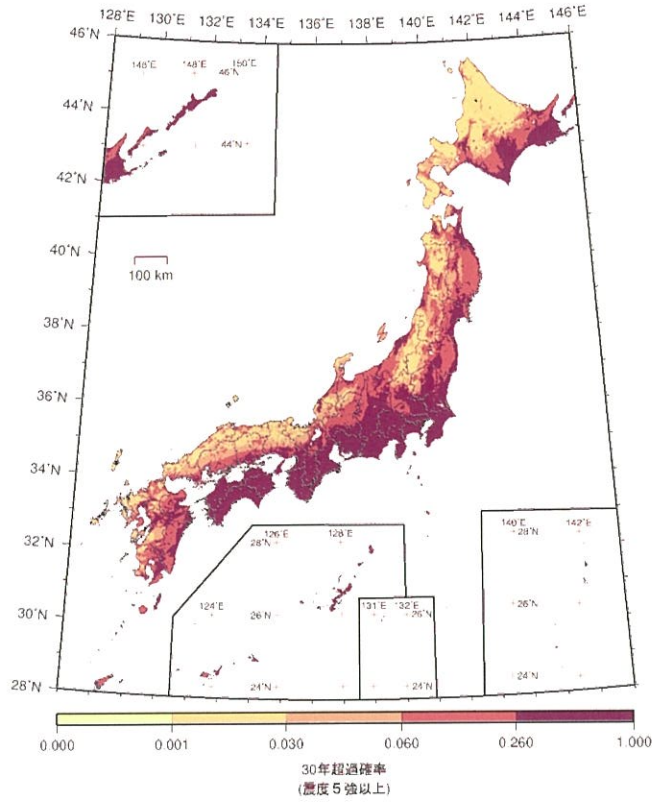 128°E 130°E 132°E 134°E 136°E 138°E 140°E 142°E 144°E 146°E
46°N
148°E 148°E 150°E
46°N
44°N
44°N
42°N
40°N
100 km
38°N
36°N
34°N
32°N
126°E 128°E
28°N
140°E 142°E
28°N
30°N
124°E
26°N
131°E 132°E
26°N
26°N
28°N
24°N
24°N
24°N
0.000 0.001 0.030 0.060 0.260 1.000
30年超過確率
(震度5強以上)